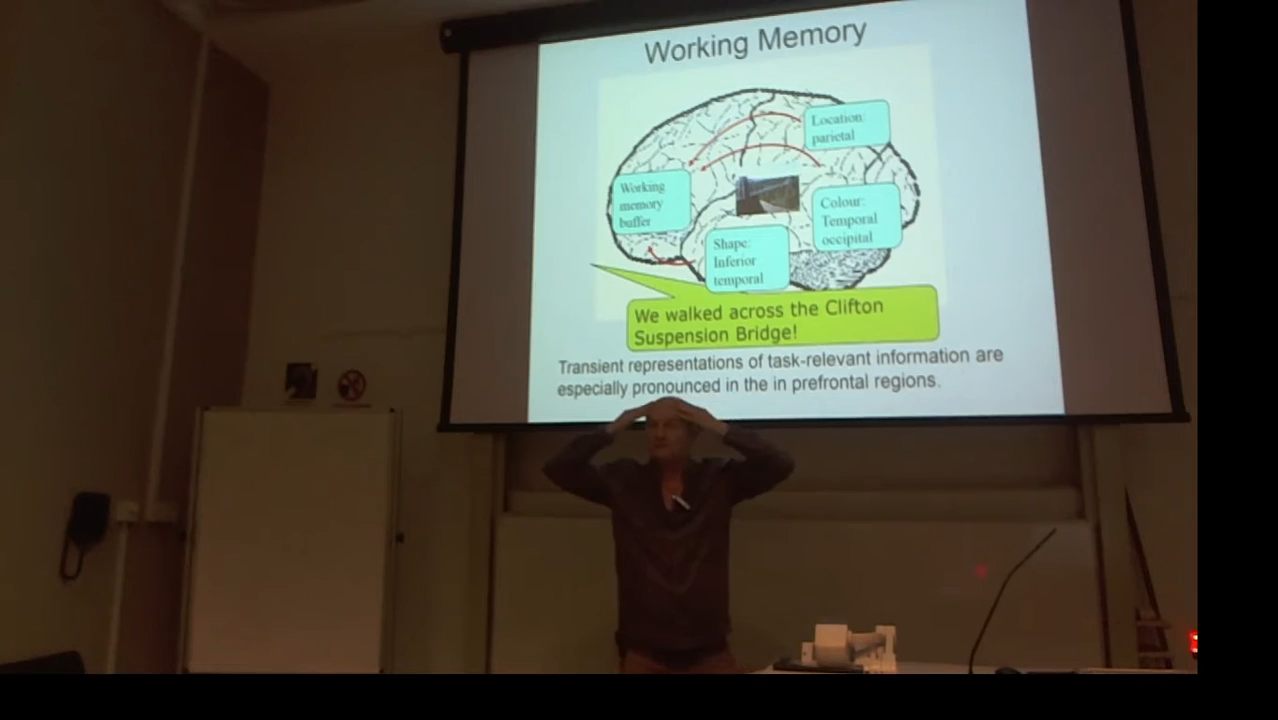 Working Memory
Location:
parietal
Working
memory
buffer
Colour:
Temporal
occipital
Shape:
Inferior
temporal
We walked across the Clifton
Suspension Bridge!
Transient representations of task-relevant information are
especially pronounced in the in prefrontal regions.